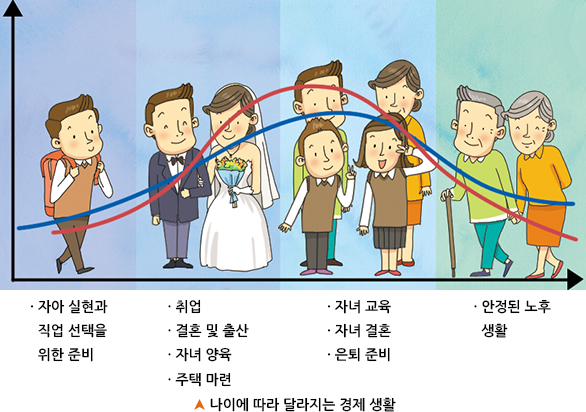 · 자아 실현과
직업 선택을
위한 준비
· 취업
· 결혼 및 출산
· 자녀 양육
· 주택 마련
· 자녀 교육
· 자녀 결혼
· 은퇴 준비
· 안정된 노후
생활
▲ 나이에 따라 달라지는 경제 생활